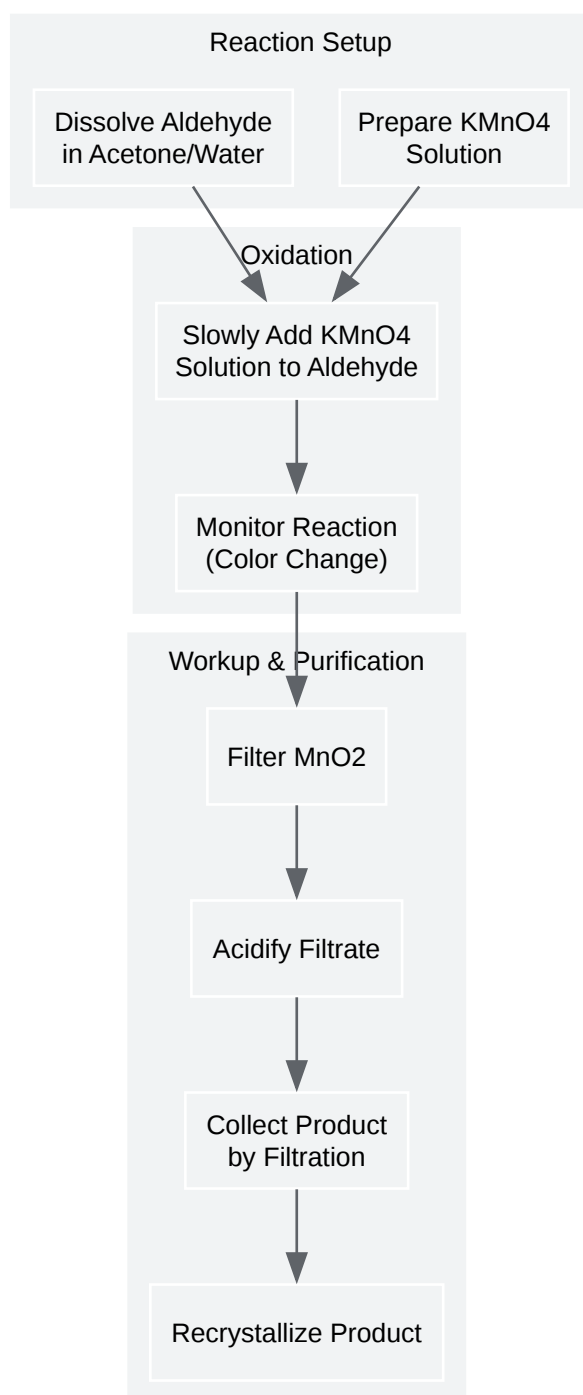 Reaction Setup
Dissolve Aldehyde
in Acetone/Water
Prepare KMnO4
Solution
Oxidation
Slowly Add KMnO4
Solution to Aldehyde
Monitor Reaction
(Color Change)
Workup & Purification
Filter MnO2
Acidify Filtrate
Collect Product
by Filtration
Recrystallize Product